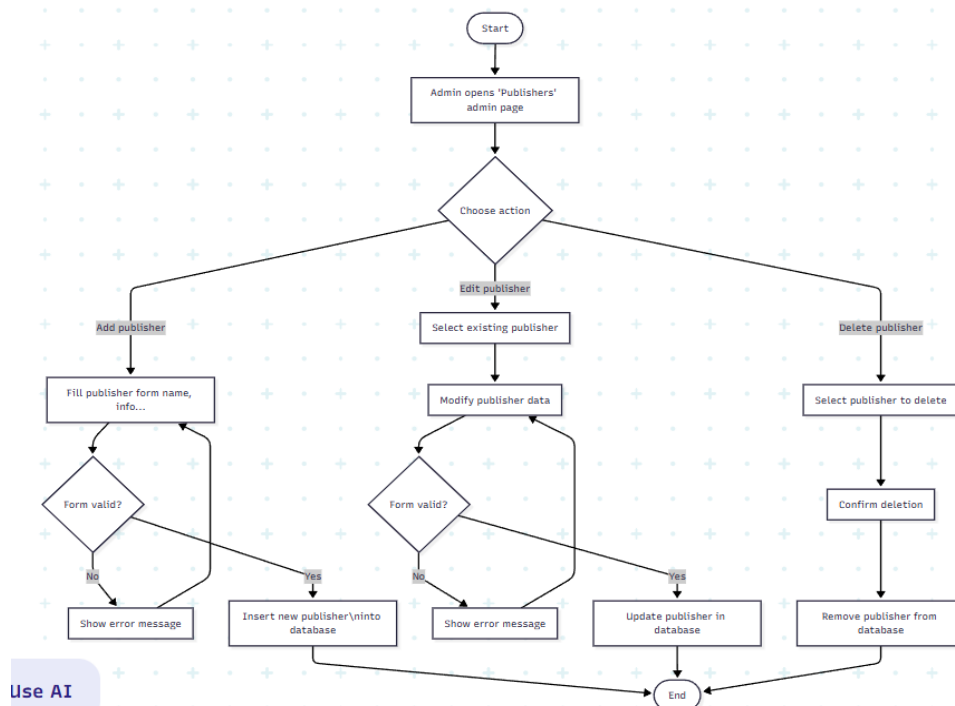 Start
Admin opens 'Publishers'
admin page
Choose action
Edit publisher
Add publisher
Select existing publisher
Delete publisher
Fill publisher form name,
info...
Modify publisher data
Select publisher to delete
Form valid?
Form valid?
Confirm deletion
No
Yes
No
Yes
Show error message
Insert new publisher\ninto
database
Show error message
Update publisher in
database
Remove publisher from
database
End
Use AI